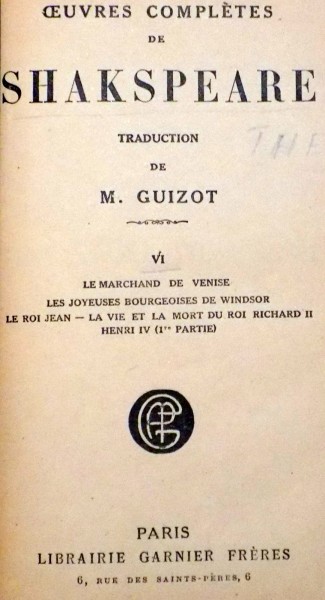 ŒUVRES COMPLÈTES
DE
SHAKSPEARE
TRADUCTION
THE
DE
M. GUIZOT
VI
LE MARCHAND DE VENISE
LES JOYEUSES BOURGEOISES DE WINDSOR
LE ROI JEAN — LA VIE ET LA MORT DU ROI RICHARD II
HENRI IV (1re PARTIE)
PARIS
LIBRAIRIE GARNIER FRÈRES
6, RUE DES SAINTS-PÈRES, 6